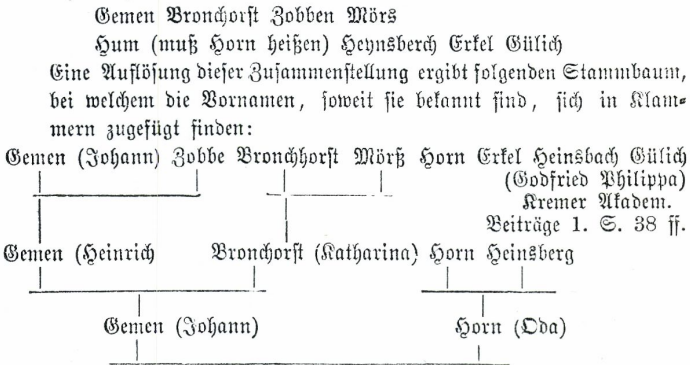 Gemen Bronchorst Zobben Mörs
Hum (muß Horn heißen) Heynsberch Erkel Gülich
Eine Auflösung dieser Zusammenstellung ergibt folgenden Stammbaum,
bei welchem die Vornamen, soweit sie bekannt sind, sich in Klam-
mern zugefügt finden:
Gemen (Johann) Zobbe Bronchhorst Mörß Horn Erkel Heinsbach Gülich
(Godfried Philippa)
Kremer Akadem.
Beiträge 1. S. 38 ff.
Gemen (Heinrich Bronchorst (Katharina) Horn Heinsberg
Gemen (Johann) Horn (Oda)